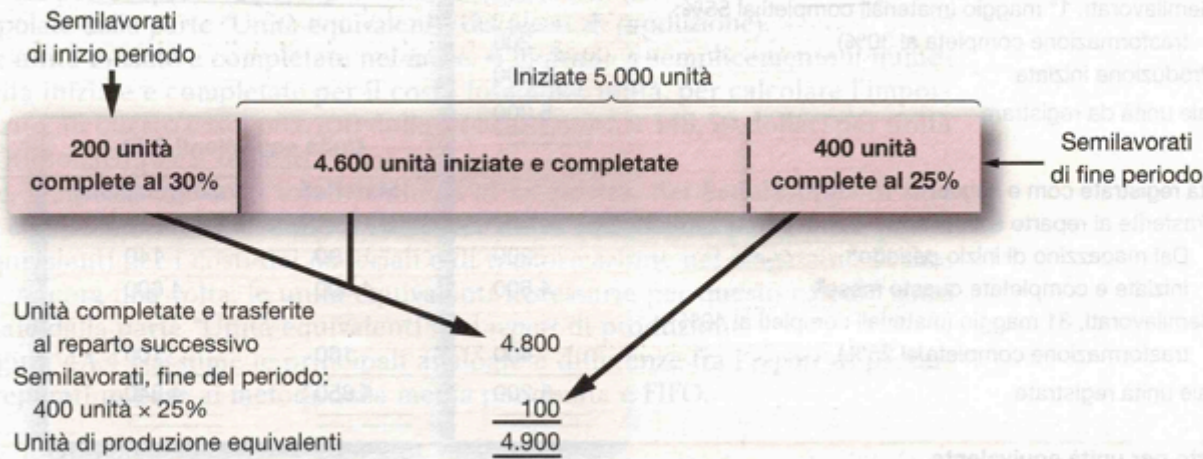 Semilavorati
di inizio periodo
Iniziate 5.000 unità
200 unità
complete al 30%
4.600 unità iniziate e completate
400 unità
complete al 25%
Semilavorati
di fine periodo
Unità completate e trasferite
al reparto successivo 4.800
Semilavorati, fine del periodo:
400 unità × 25% 100
Unità di produzione equivalenti 4.900